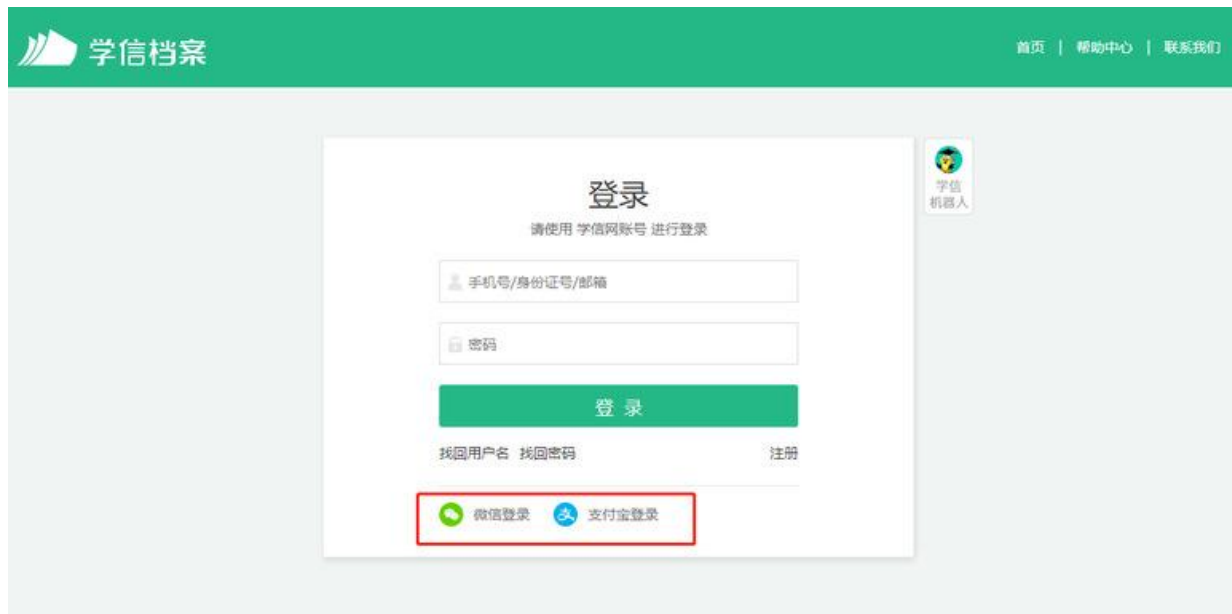 学信档案
首页 | 帮助中心 | 联系我们
登录
请使用 学信网账号 进行登录
手机号/身份证号/邮箱
密码
登 录
找回用户名 找回密码 注册
微信登录 支付宝登录
学信
机器人